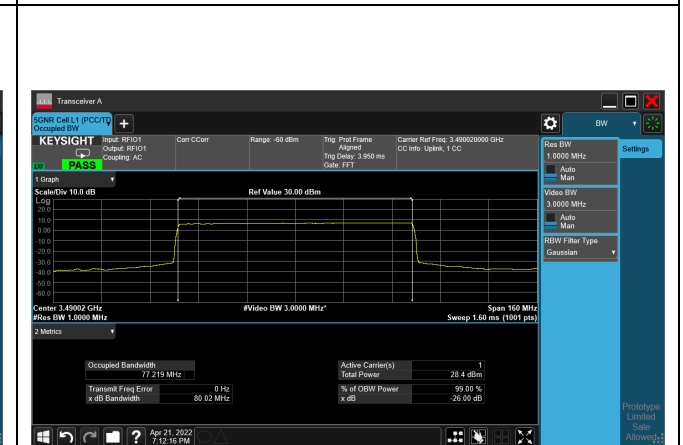 Transceiver A
5GNR Cell L1 (PCC/TD
Occupied BW
KEYSIGHT
Input: RFIO1
Output: RFIO1
Coupling: AC
Corr CCorr
Range: -60 dBm
Trig: Prot Frame
Aligned
Trig Delay: 3.950 ms
Gate: FFT
Carrier Ref Freq: 3.490020000 GHz
CC Info: Uplink, 1 CC
PASS
BW
Settings
Res BW
1.0000 MHz
Auto
Man
Video BW
3.0000 MHz
Auto
Man
RBW Filter Type
Gaussian
1 Graph
Scale/Div 10.0 dB
Ref Value 30.00 dBm
Log
20.0
10.0
0.00
-10.0
-20.0
-30.0
-40.0
-50.0
-60.0
Center 3.49002 GHz
#Video BW 3.0000 MHz*
Span 160 MHz
#Res BW 1.0000 MHz
Sweep 1.60 ms (1001 pts)
2 Metrics
Occupied Bandwidth
77.219 MHz
Active Carrier(s) 1
Total Power 28.4 dBm
Transmit Freq Error 0 Hz
x dB Bandwidth 80.02 MHz
% of OBW Power 99.00 %
x dB -26.00 dB
Prototype
Limited
Sale
Allowed
Apr 21, 2022
7:12:16 PM